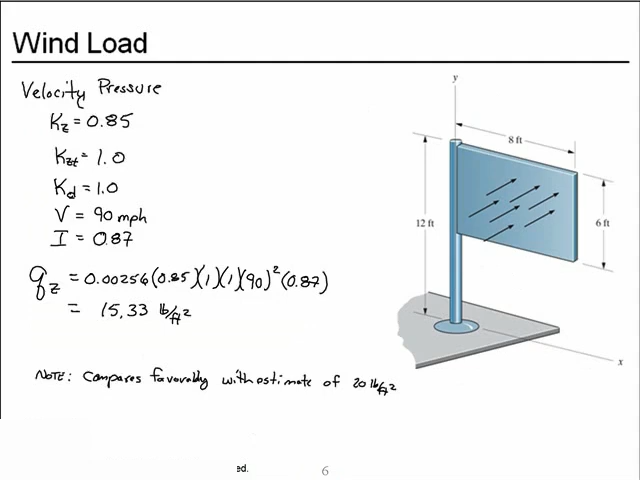 Wind Load
Velocity Pressure
Kz = 0.85
Kzt = 1.0
Kd = 1.0
V = 90 mph
I = 0.87
qz = 0.00256 (0.85)(1)(1)(90)² (0.87)
= 15.33 lb/ft²
NOTE: Compares favorably with estimate of 20 lb/ft²
y
8 ft
12 ft
6 ft
x
ed.
6